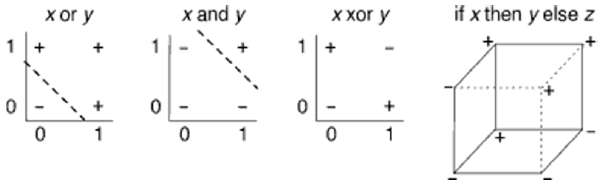 x or y
x and y
x xor y
if x then y else z
1 + +
0 - +
0 1
1 - +
0 - -
0 1
1 + -
0 - +
0 1
+ +
- +
+ -
- -